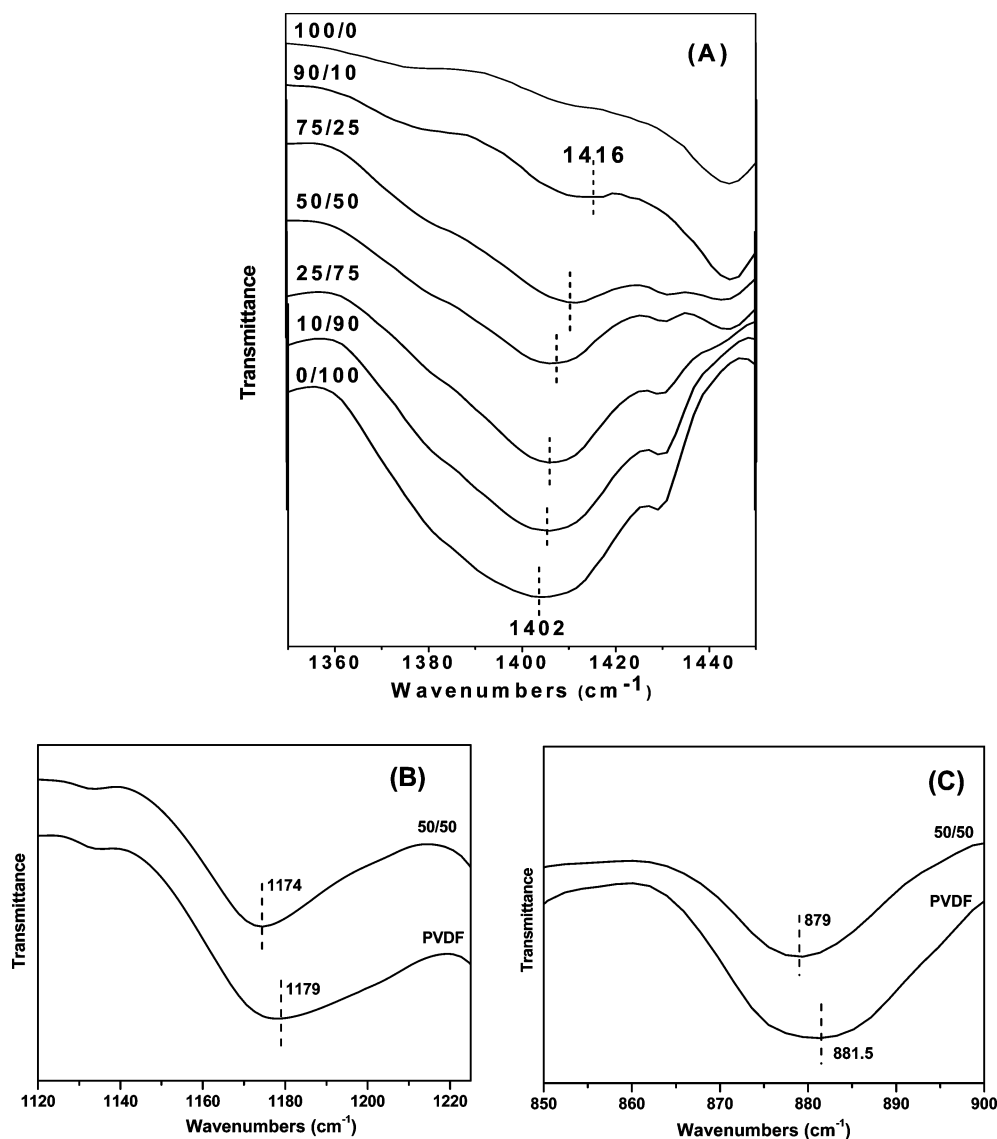 100/0
(A)
90/10
75/25
1416
50/50
25/75
10/90
0/100
1402
Transmittance
1360 1380 1400 1420 1440
Wavenumbers (cm-1)
(B)
50/50
1174
PVDF
1179
Transmittance
1120 1140 1160 1180 1200 1220
Wavenumbers (cm-1)
(C)
50/50
879
PVDF
881.5
Transmittance
850 860 870 880 890 900
Wavenumbers (cm-1)